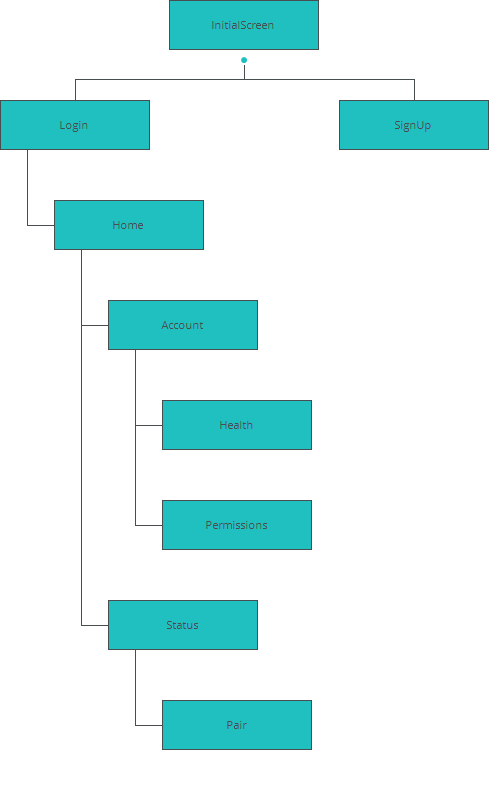 InitialScreen
Login
SignUp
Home
Account
Health
Permissions
Status
Pair